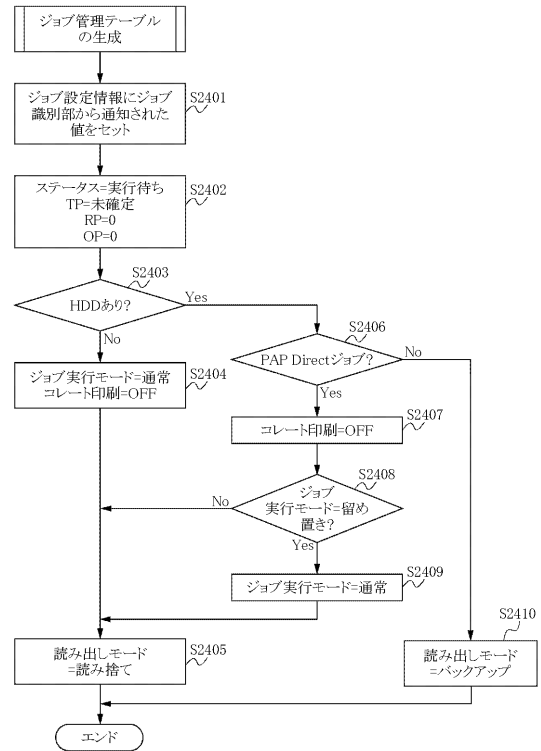 ジョブ管理テーブル
の生成
ジョブ設定情報にジョブ
識別部から通知された
値をセット
S2401
ステータス=実行待ち
TP=未確定
RP=0
OP=0
S2402
HDDあり?
S2403
Yes
No
ジョブ実行モード=通常
コレート印刷=OFF
S2404
PAP Directジョブ?
S2406
No
Yes
コレート印刷=OFF
S2407
ジョブ
実行モード=留め
置き?
S2408
No
Yes
ジョブ実行モード=通常
S2409
読み出しモード
=読み捨て
S2405
読み出しモード
=バックアップ
S2410
エンド